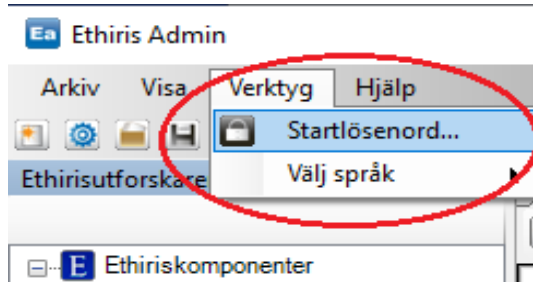 Ea Ethiris Admin
Arkiv Visa Verktyg Hjälp
Startlösenord...
Ethirisutforskare Välj språk
E Ethiriskomponenter